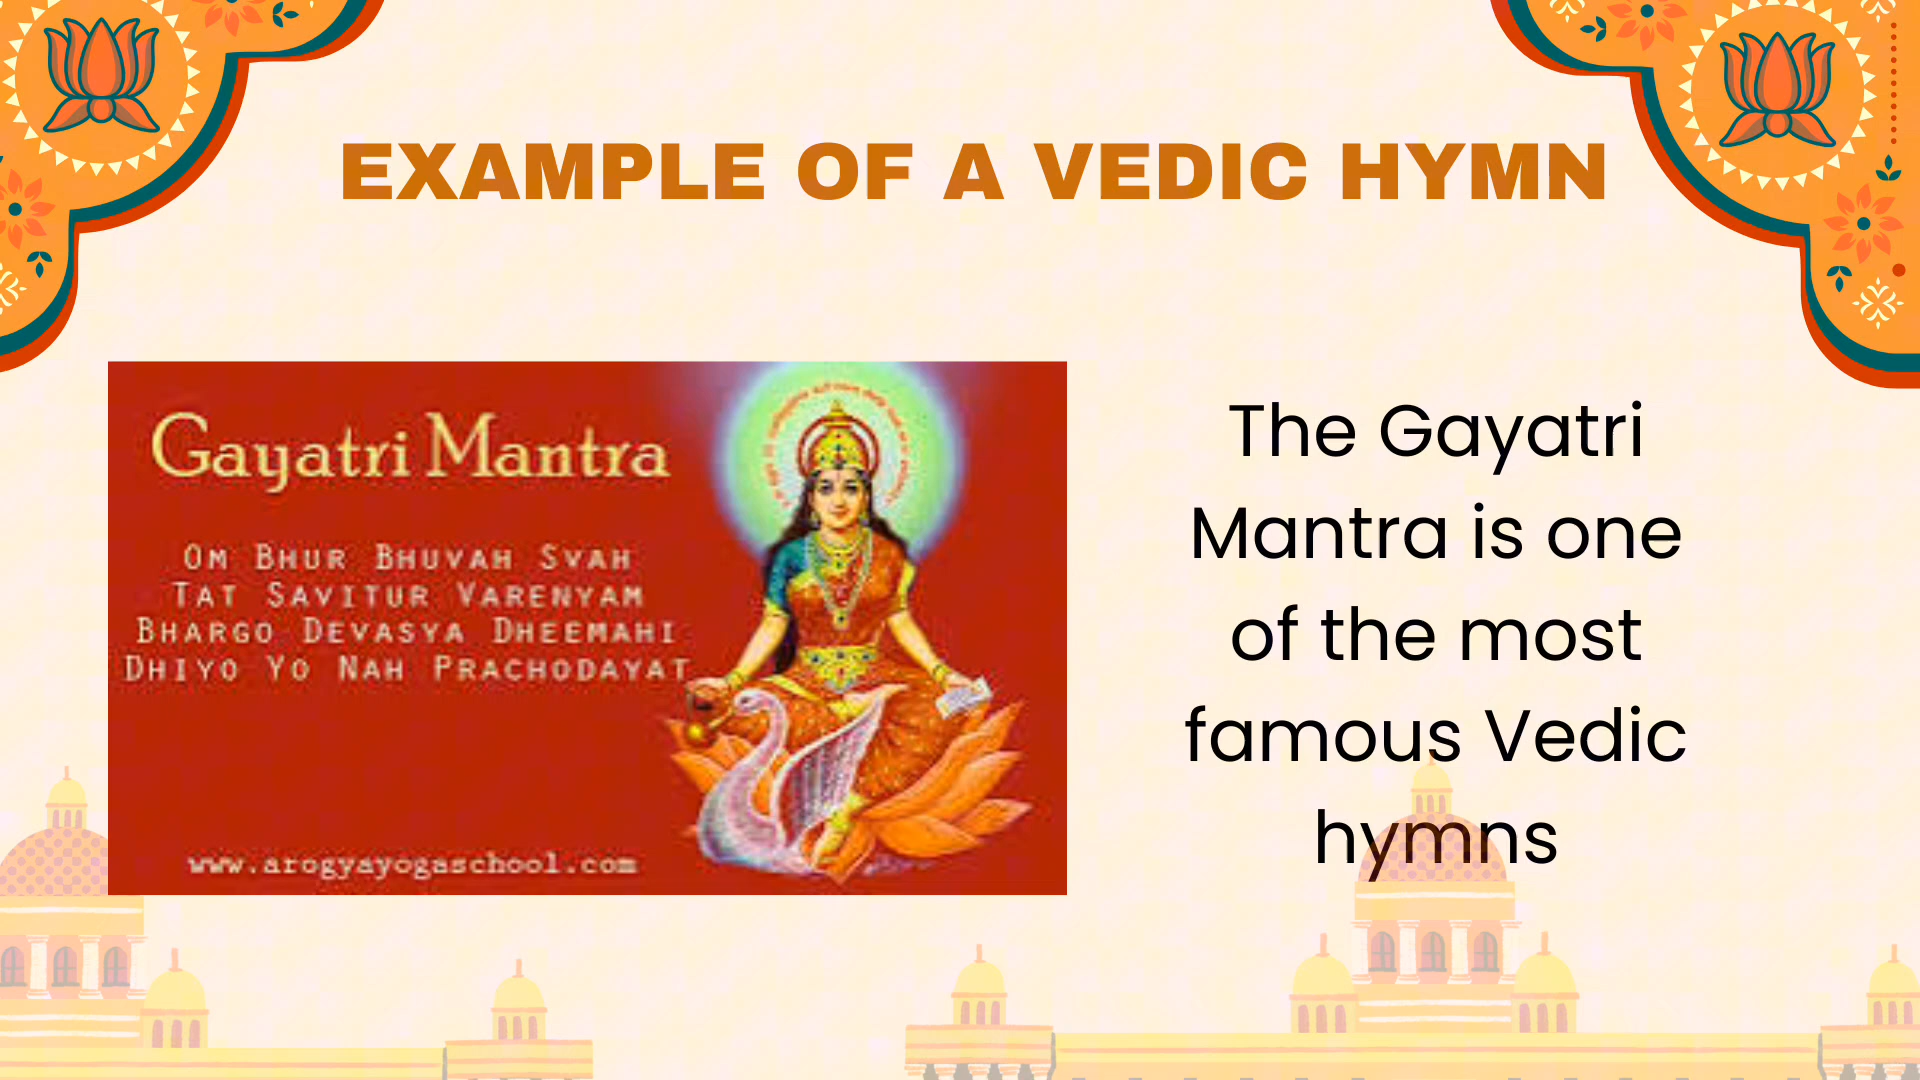 EXAMPLE OF A VEDIC HYMN
Gayatri Mantra
OM BHUR BHUVAH SVAH
TAT SAVITUR VARENYAM
BHARGO DEVASYA DHEEMAHI
DHIYO YO NAH PRACHODAYAT
www.arogyayogaschool.com
The Gayatri
Mantra is one
of the most
famous Vedic
hymns